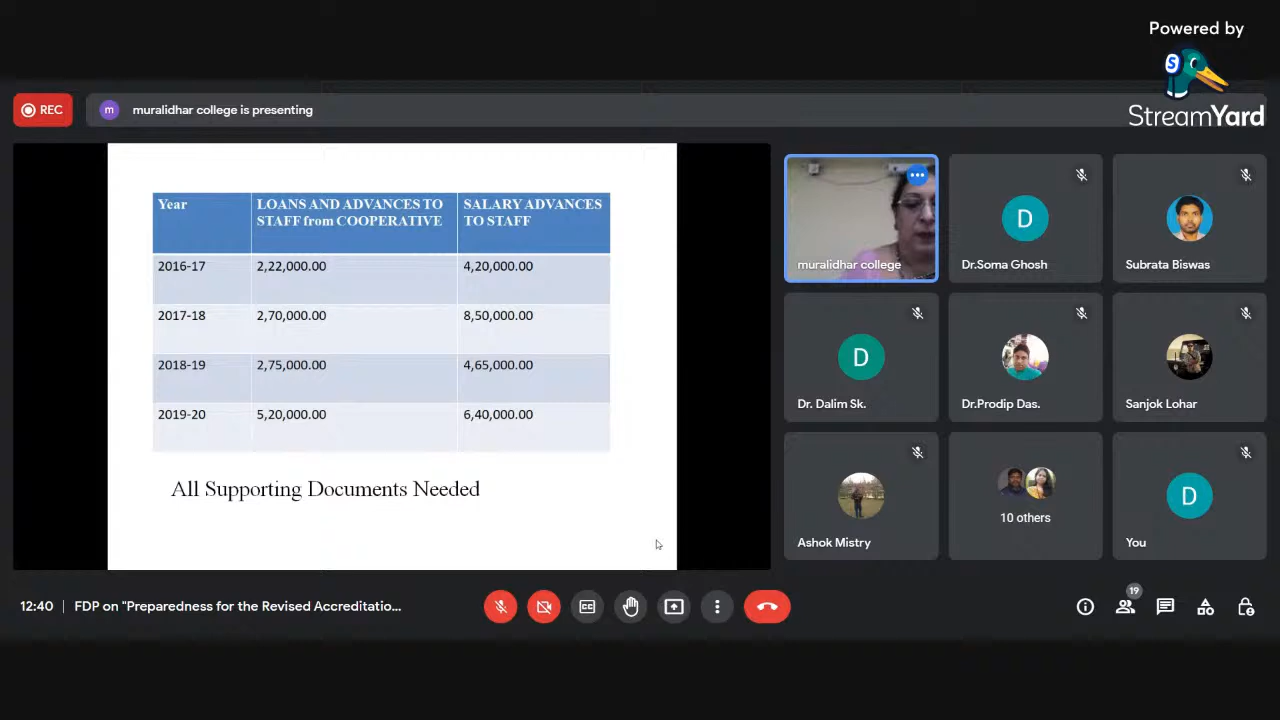 Powered by
StreamYard
REC
m
muralidhar college is presenting
Year
LOANS AND ADVANCES TO
STAFF from COOPERATIVE
SALARY ADVANCES
TO STAFF
2016-17 2,22,000.00 4,20,000.00
2017-18 2,70,000.00 8,50,000.00
2018-19 2,75,000.00 4,65,000.00
2019-20 5,20,000.00 6,40,000.00
All Supporting Documents Needed
muralidhar college
D
Dr.Soma Ghosh
Subrata Biswas
D
Dr. Dalim Sk.
Dr.Prodip Das.
Sanjok Lohar
Ashok Mistry
10 others
D
You
12:40 | FDP on "Preparedness for the Revised Accreditatio...
CC
19